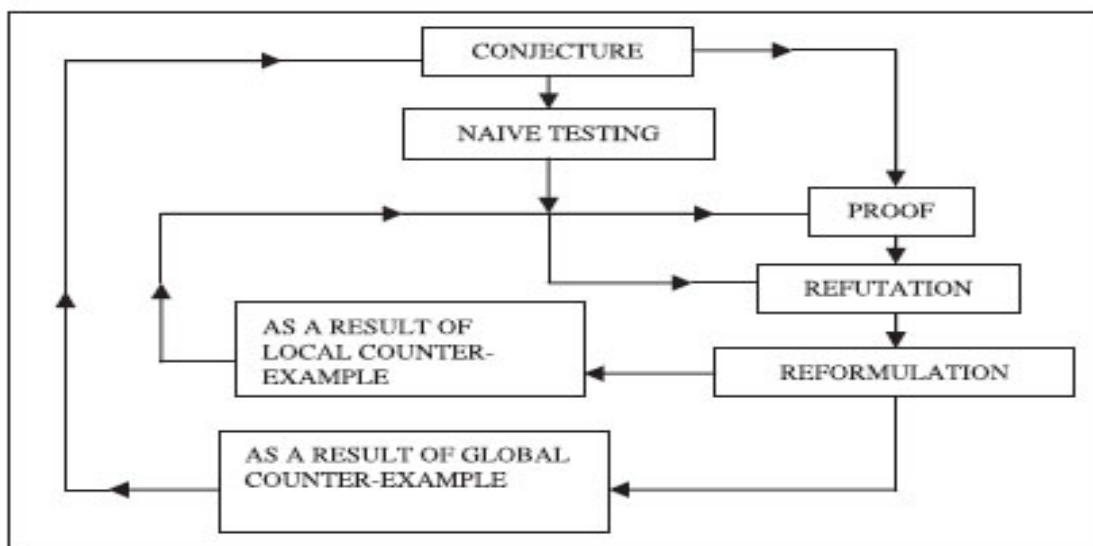 CONJECTURE
NAIVE TESTING
PROOF
REFUTATION
AS A RESULT OF
LOCAL COUNTER-
EXAMPLE
REFORMULATION
AS A RESULT OF GLOBAL
COUNTER-EXAMPLE